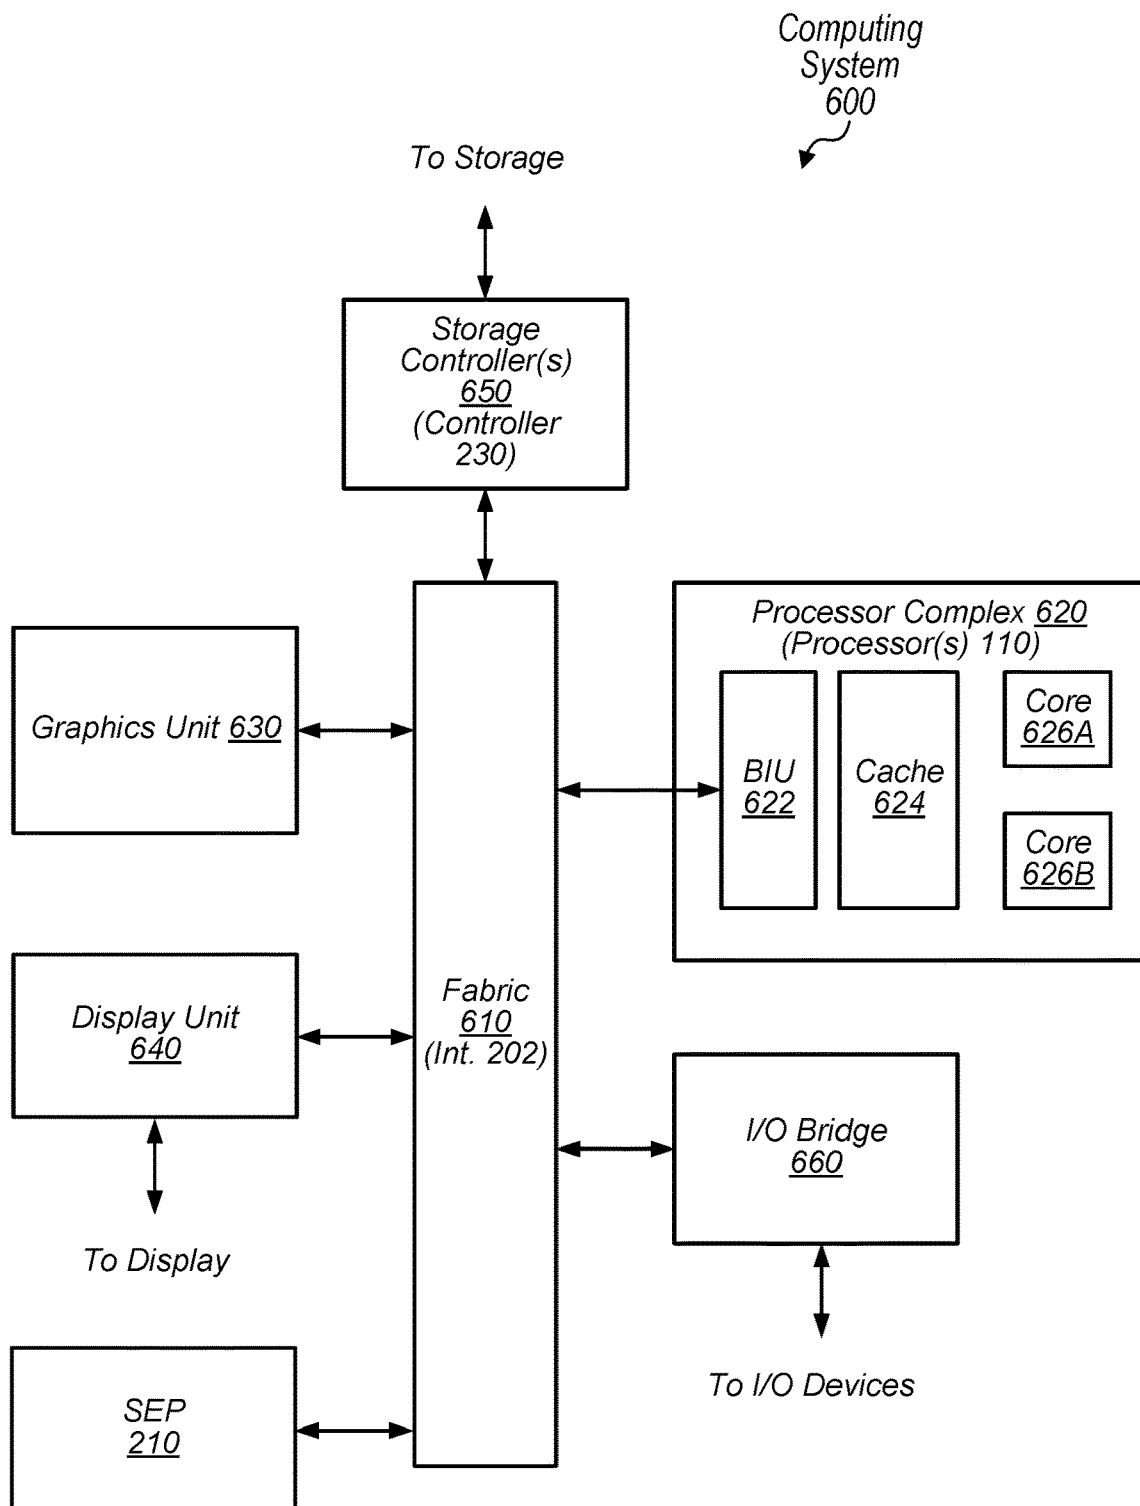 Computing
System
600
To Storage
Storage
Controller(s)
650
(Controller
230)
Processor Complex 620
(Processor(s) 110)
Graphics Unit 630
BIU
622
Cache
624
Core
626A
Core
626B
Display Unit
640
Fabric
610
(Int. 202)
I/O Bridge
660
To Display
To I/O Devices
SEP
210